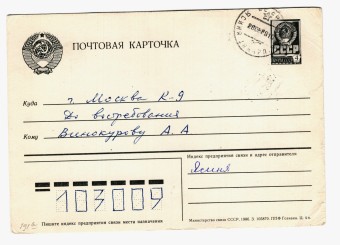 ПОЧТОВАЯ КАРТОЧКА
СССР
Куда г. Москва К-9
До востребования
Кому Винокурову А. А
Индекс предприятия связи и адрес отправителя
Ясиня
103009
Пишите индекс предприятия связи места назначения